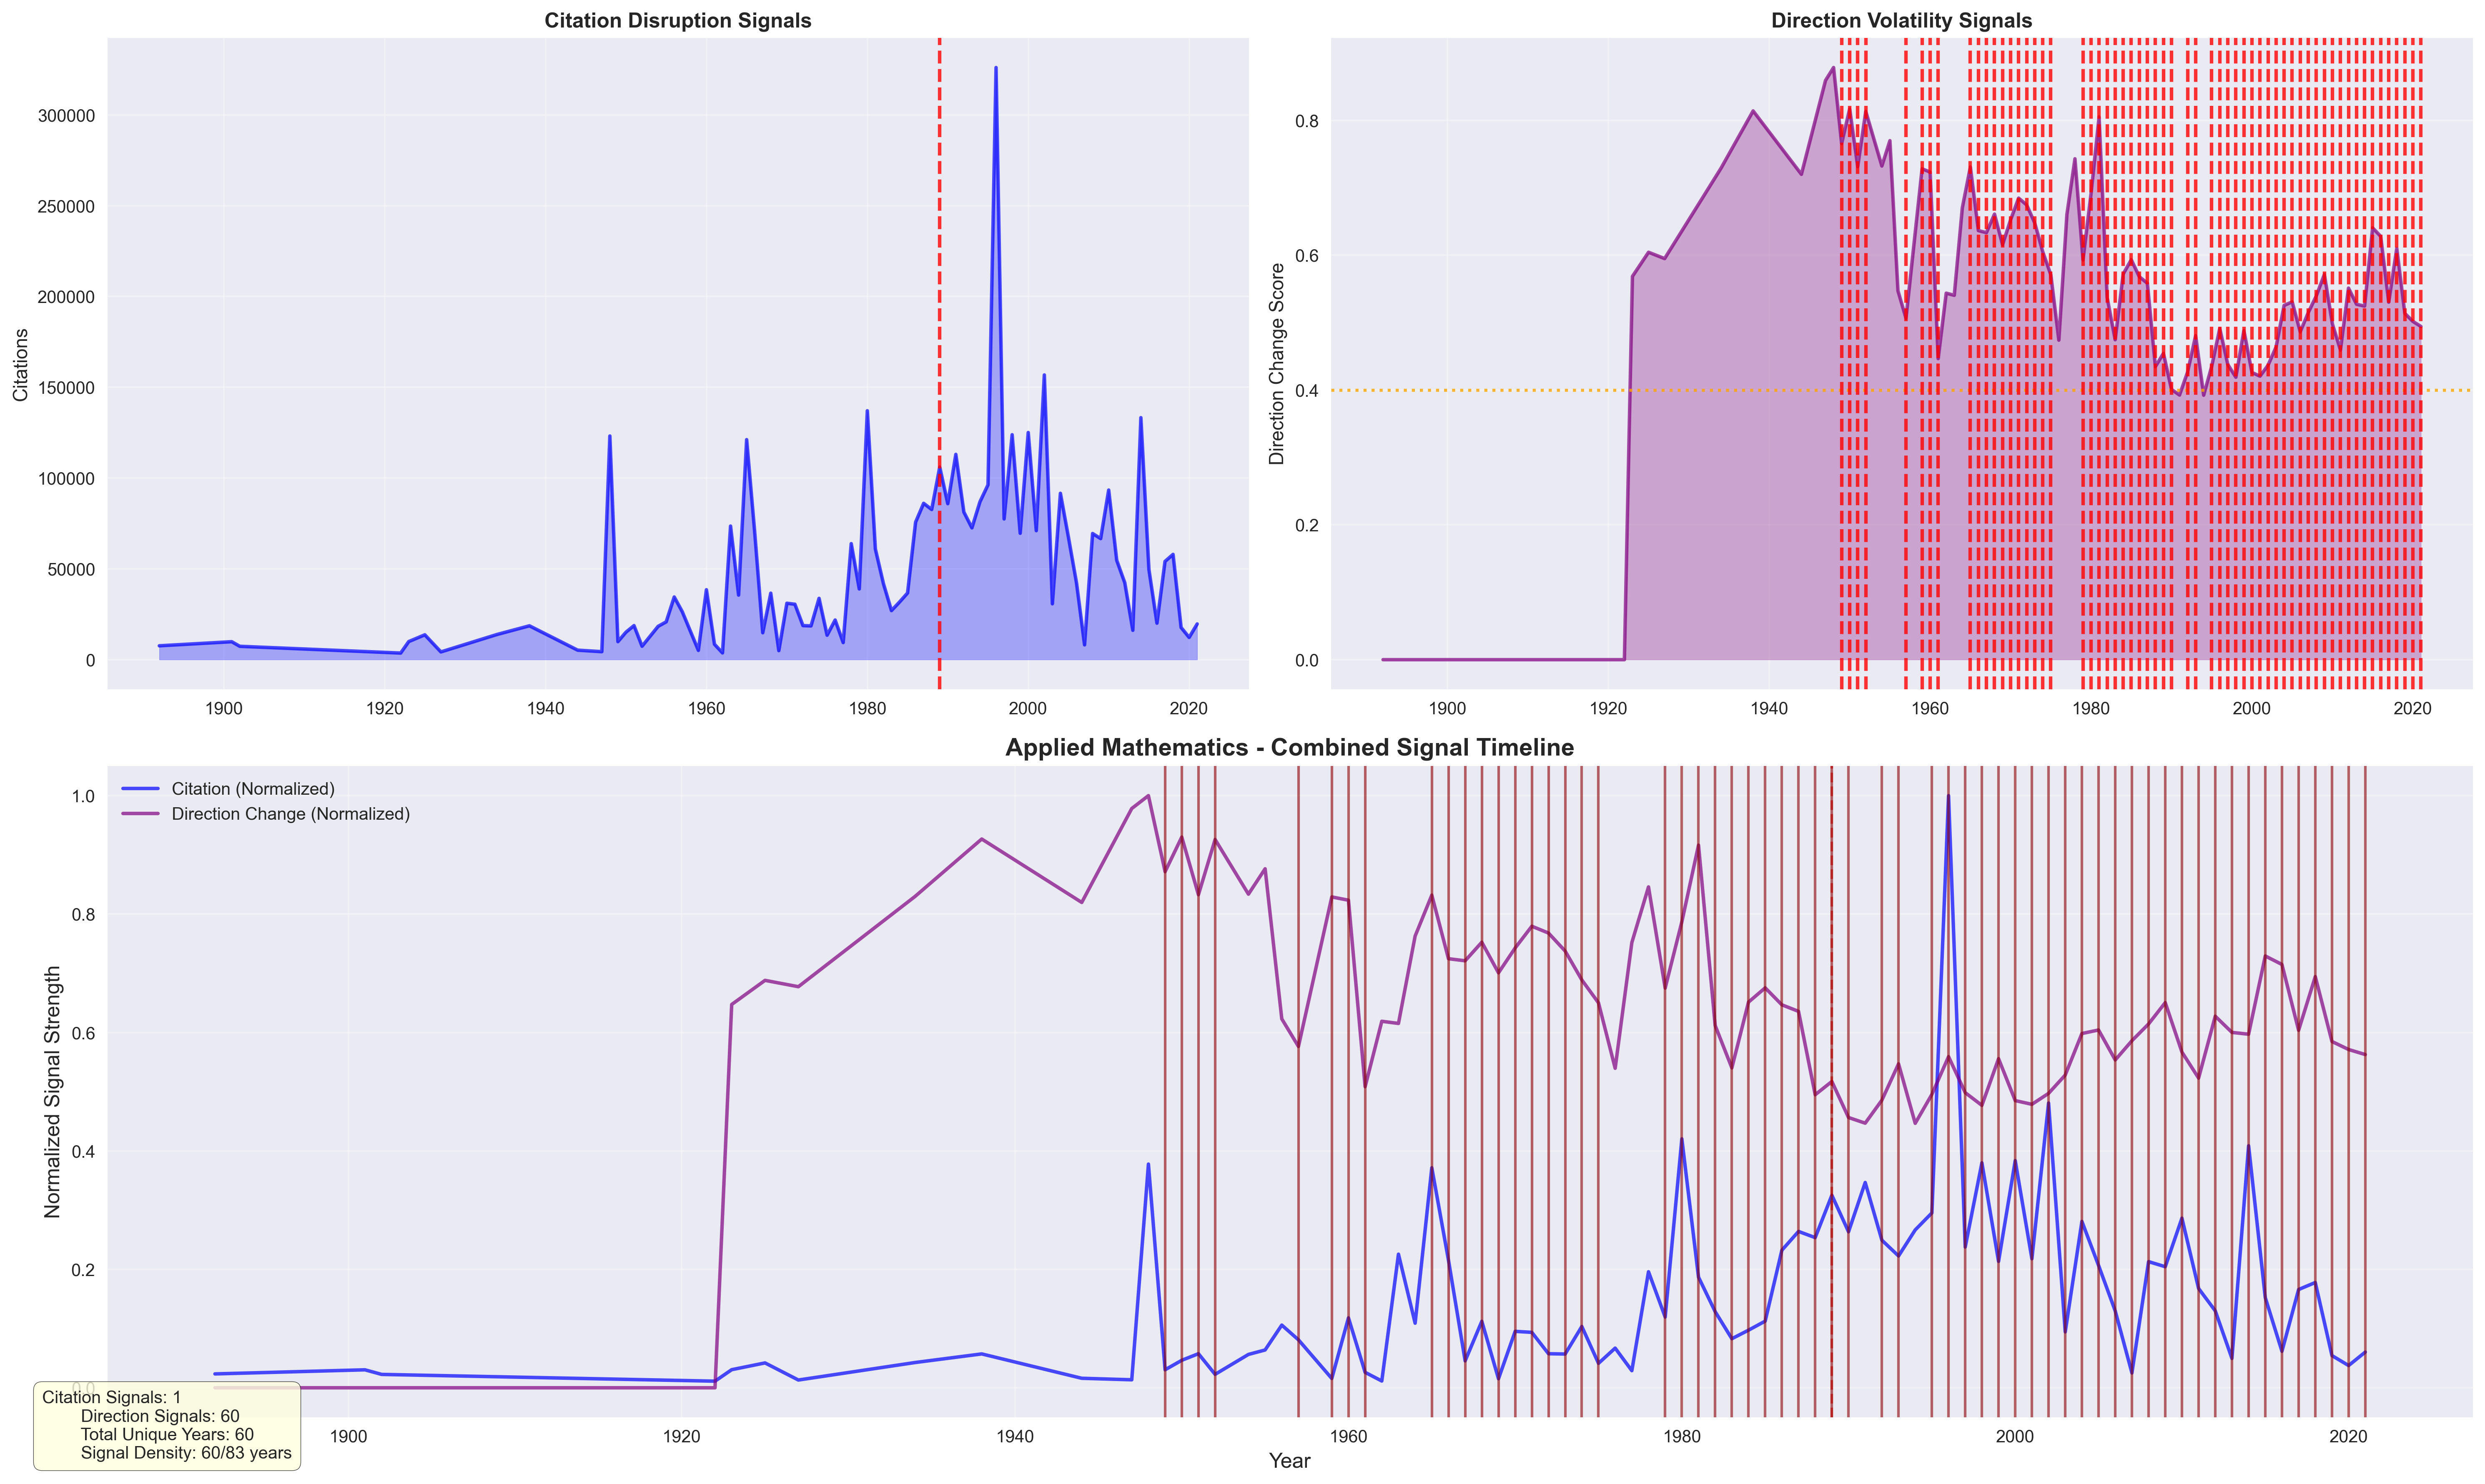 Citation Disruption Signals
Citations
300000
250000
200000
150000
100000
50000
0
1900 1920 1940 1960 1980 2000 2020
Direction Volatility Signals
Direction Change Score
0.8
0.6
0.4
0.2
0.0
1900 1920 1940 1960 1980 2000 2020
Applied Mathematics - Combined Signal Timeline
Citation (Normalized)
Direction Change (Normalized)
Normalized Signal Strength
1.0
0.8
0.6
0.4
0.2
0.0
1900 1920 1940 1960 1980 2000 2020
Year
Citation Signals: 1
Direction Signals: 60
Total Unique Years: 60
Signal Density: 60/83 years